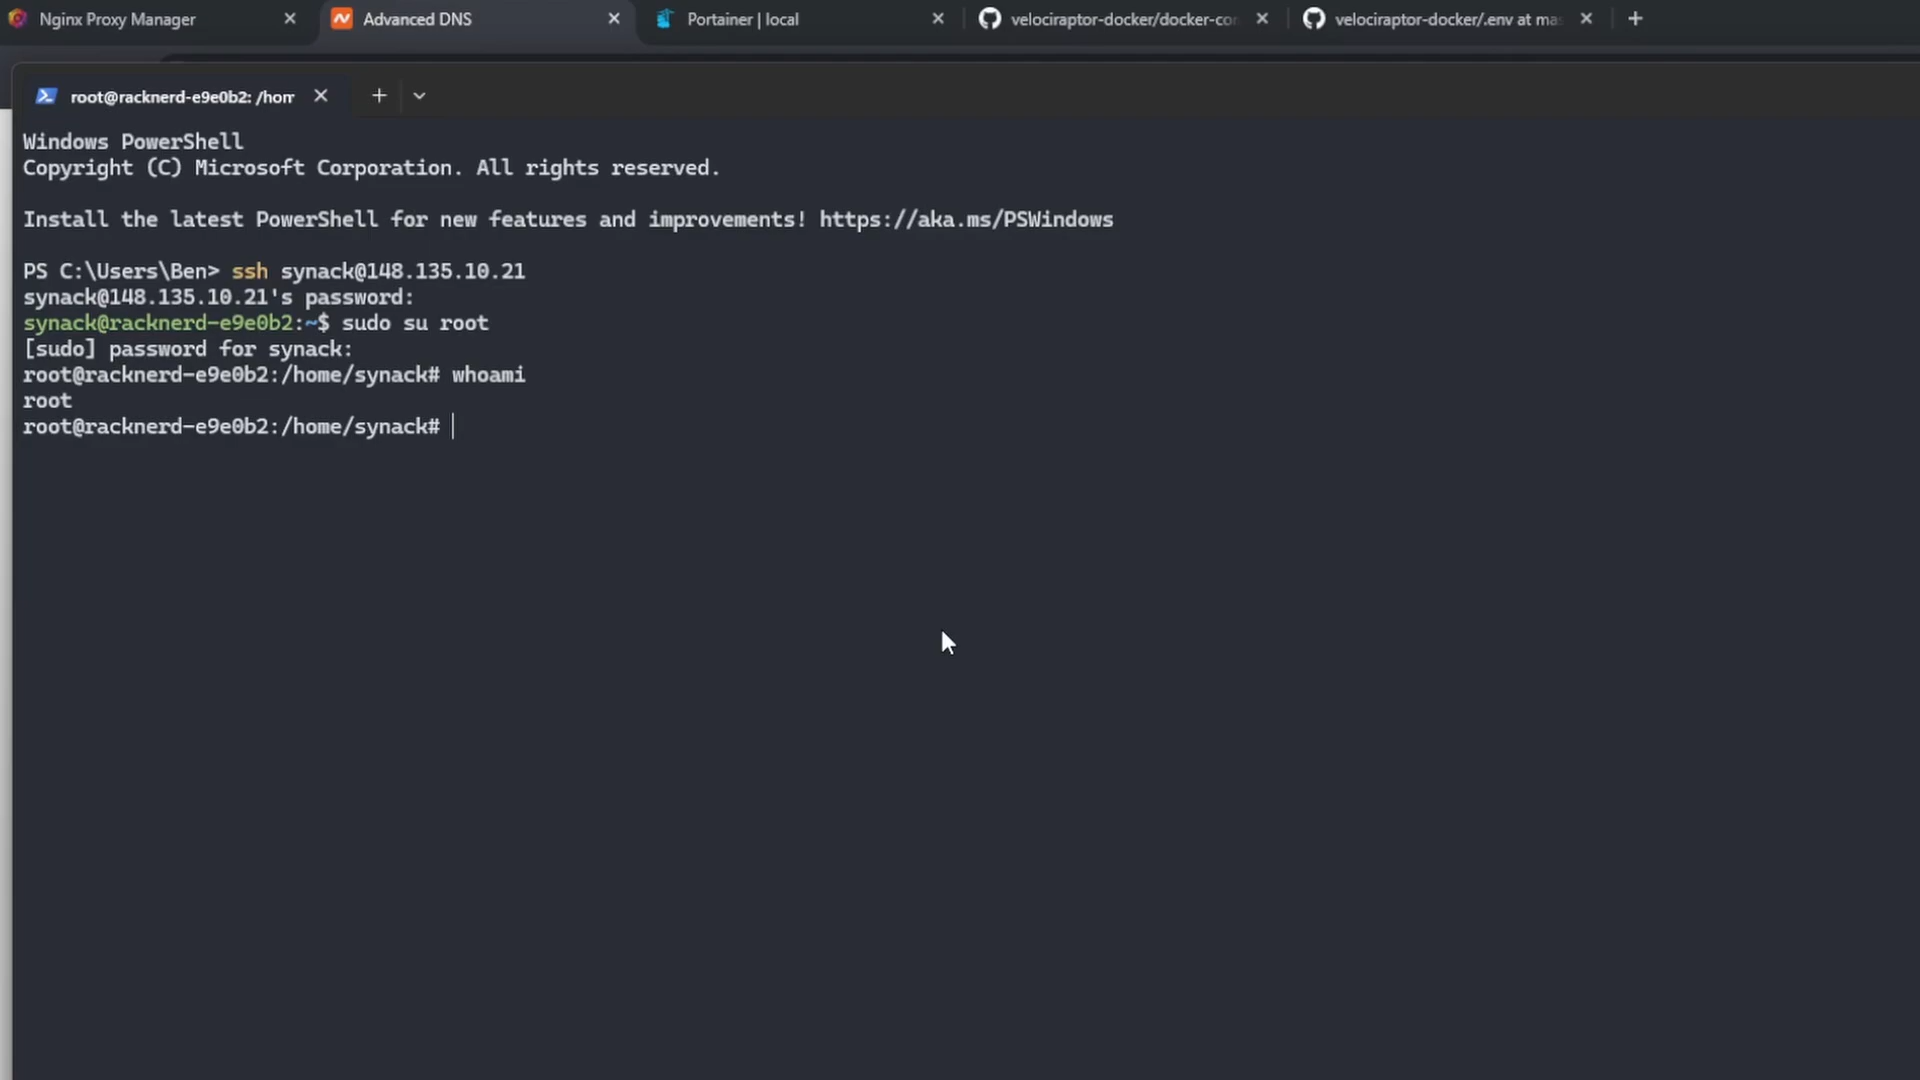 Nginx Proxy Manager
Advanced DNS
Portainer | local
velociraptor-docker/docker-co
velociraptor-docker/.env at ma
root@racknerd-e9e0b2: /hom
Windows PowerShell
Copyright (C) Microsoft Corporation. All rights reserved.
Install the latest PowerShell for new features and improvements! https://aka.ms/PSWindows
PS C:\Users\Ben> ssh synack@148.135.10.21
synack@148.135.10.21's password:
synack@racknerd-e9e0b2:~$ sudo su root
[sudo] password for synack:
root@racknerd-e9e0b2:/home/synack# whoami
root
root@racknerd-e9e0b2:/home/synack#